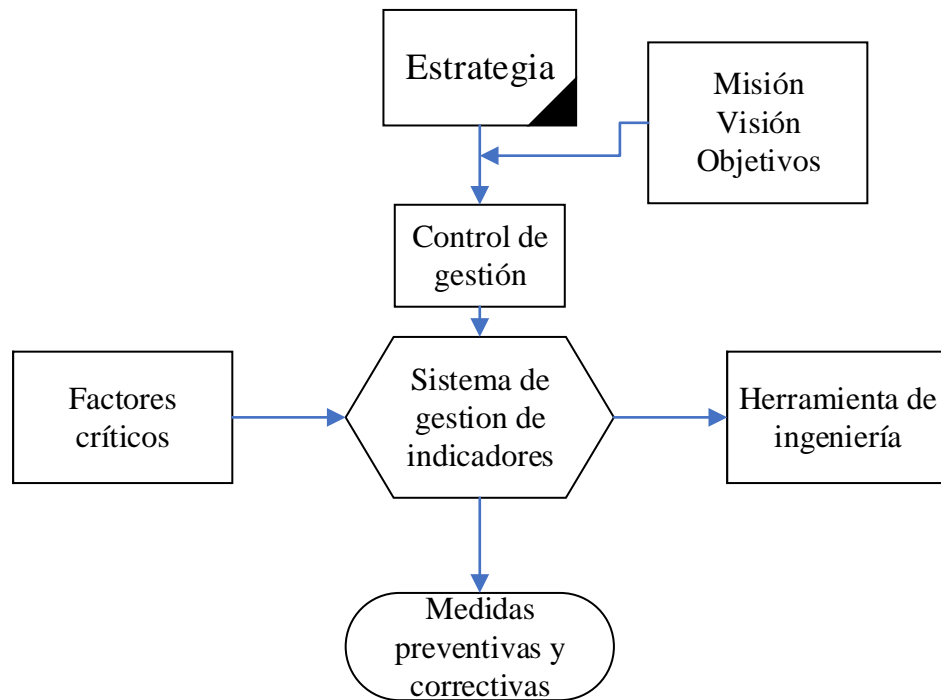 Estrategia
Misión
Visión
Objetivos
Control de
gestión
Factores
críticos
Sistema de
gestion de
indicadores
Herramienta de
ingeniería
Medidas
preventivas y
correctivas